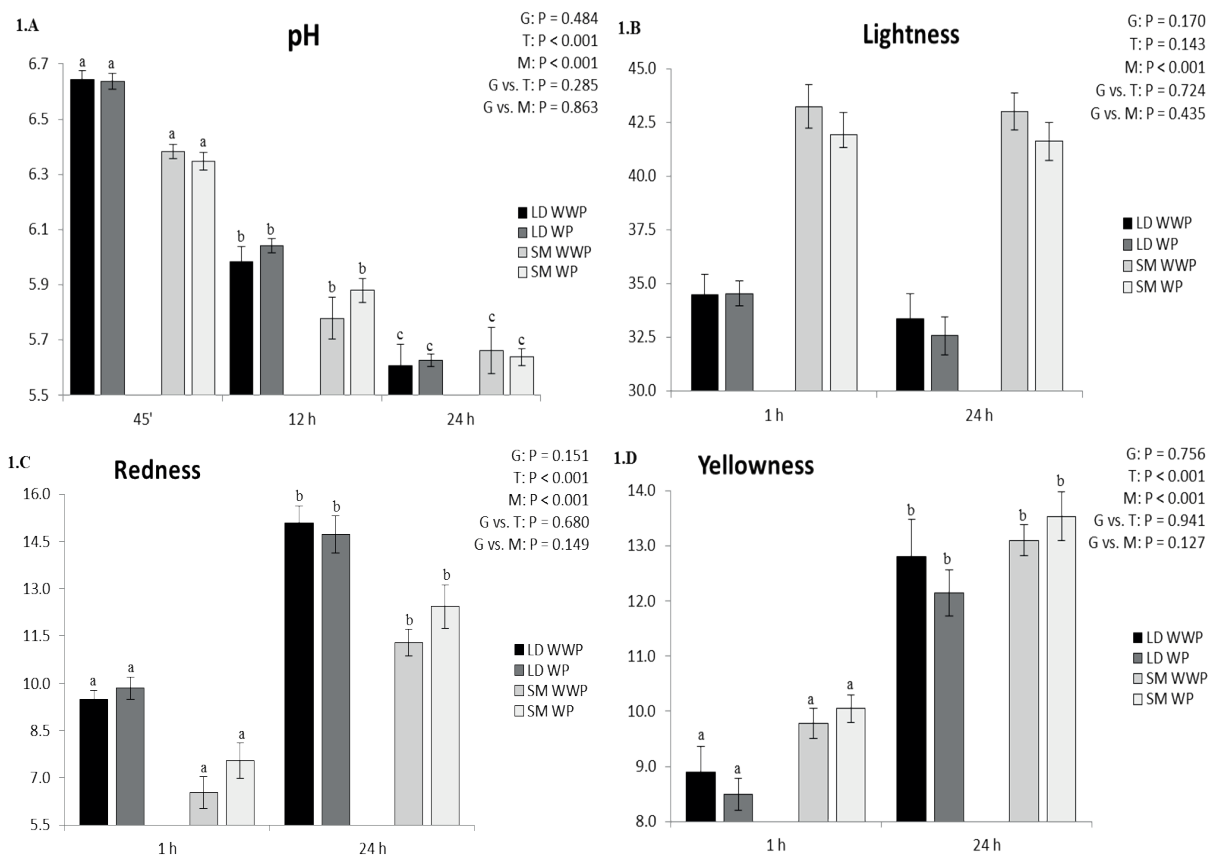 1.A
pH
G: P = 0.484
T: P < 0.001
M: P < 0.001
G vs. T: P = 0.285
G vs. M: P = 0.863
6.7
6.5
6.3
6.1
5.9
5.7
5.5
a a
a a
b b
b b
c c
c c
LD WWP
LD WP
SM WWP
SM WP
45' 12 h 24 h
1.B
Lightness
G: P = 0.170
T: P = 0.143
M: P < 0.001
G vs. T: P = 0.724
G vs. M: P = 0.435
45.0
42.5
40.0
37.5
35.0
32.5
30.0
LD WWP
LD WP
SM WWP
SM WP
1 h 24 h
1.C
Redness
G: P = 0.151
T: P < 0.001
M: P < 0.001
G vs. T: P = 0.680
G vs. M: P = 0.149
16.0
14.5
13.0
11.5
10.0
8.5
7.0
5.5
a a
a a
b b
b b
LD WWP
LD WP
SM WWP
SM WP
1 h 24 h
1.D
Yellowness
G: P = 0.756
T: P < 0.001
M: P < 0.001
G vs. T: P = 0.941
G vs. M: P = 0.127
14.0
13.0
12.0
11.0
10.0
9.0
8.0
a a
a a
b b
b b
LD WWP
LD WP
SM WWP
SM WP
1 h 24 h